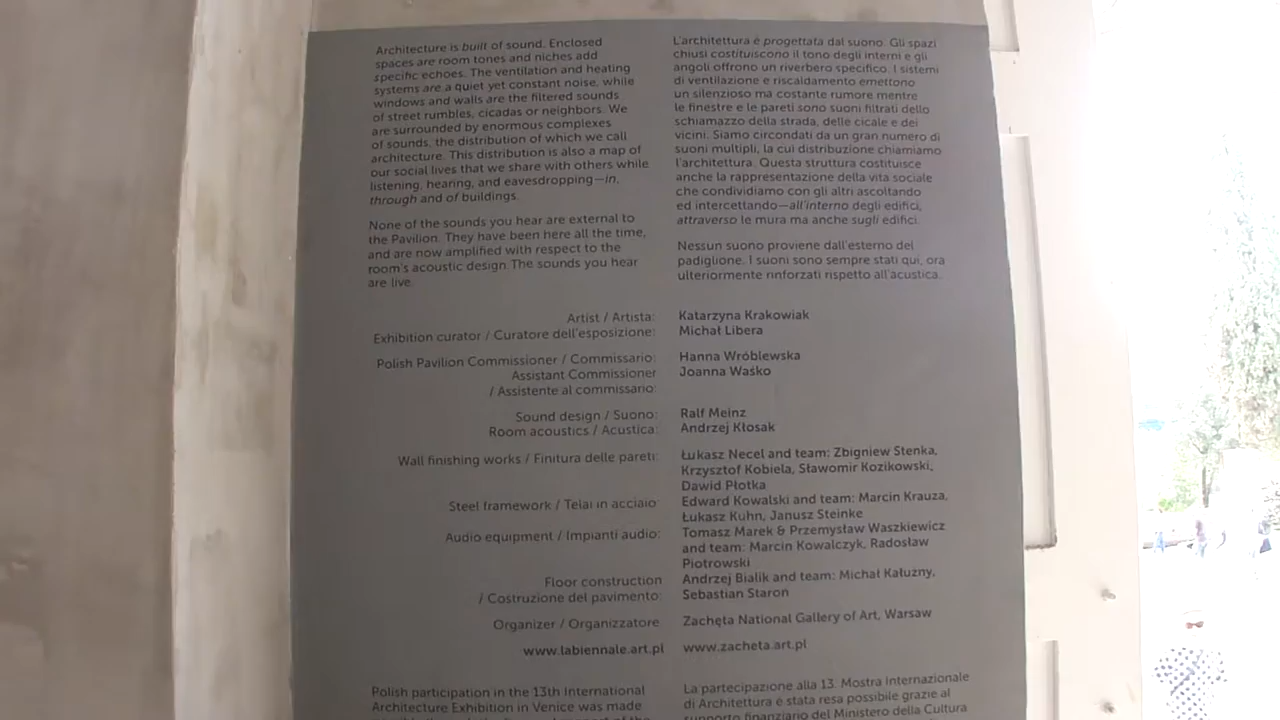 Architecture is built of sound. Enclosed
spaces are room tones and niches add
specific echoes. The ventilation and heating
systems are a quiet yet constant noise, while
windows and walls are the filtered sounds
of street rumbles, cicadas or neighbors. We
are surrounded by enormous complexes
of sounds, the distribution of which we call
architecture. This distribution is also a map of
our social lives that we share with others while
listening, hearing, and eavesdropping—in,
through and of buildings.
None of the sounds you hear are external to
the Pavilion. They have been here all the time,
and are now amplified with respect to the
room's acoustic design. The sounds you hear
are live.
L'architettura è progettata dal suono. Gli spazi
chiusi costituiscono il tono degli interni e gli
angoli offrono un riverbero specifico. I sistemi
di ventilazione e riscaldamento emettono
un silenzioso ma costante rumore mentre
le finestre e le pareti sono suoni filtrati dello
schiamazzo della strada, delle cicale e dei
vicini. Siamo circondati da un gran numero di
suoni multipli, la cui distribuzione chiamiamo
l'architettura. Questa struttura costituisce
anche la rappresentazione della vita sociale
che condividiamo con gli altri ascoltando
ed intercettando—all'interno degli edifici,
attraverso le mura ma anche sugli edifici.
Nessun suono proviene dall'esterno del
padiglione. I suoni sono sempre stati qui, ora
ulteriormente rinforzati rispetto all'acustica.
Artist / Artista: Katarzyna Krakowiak
Exhibition curator / Curatore dell'esposizione: Michał Libera
Polish Pavilion Commissioner / Commissario: Hanna Wróblewska
Assistant Commissioner Joanna Waśko
/ Assistente al commissario:
Sound design / Suono: Ralf Meinz
Room acoustics / Acustica: Andrzej Kłosak
Wall finishing works / Finitura delle pareti: Łukasz Necel and team: Zbigniew Stenka,
Krzysztof Kobiela, Sławomir Kozikowski,
Dawid Płotka
Steel framework / Telai in acciaio: Edward Kowalski and team: Marcin Krauza,
Łukasz Kuhn, Janusz Steinke
Audio equipment / Impianti audio: Tomasz Marek & Przemysław Waszkiewicz
and team: Marcin Kowalczyk, Radosław
Piotrowski
Floor construction Andrzej Bialik and team: Michał Kałużny,
/ Costruzione del pavimento: Sebastian Staron
Organizer / Organizzatore Zachęta National Gallery of Art, Warsaw
www.labiennale.art.pl www.zacheta.art.pl
Polish participation in the 13th International
Architecture Exhibition in Venice was made
La partecipazione alla 13. Mostra Internazionale
di Architettura è stata resa possibile grazie al
supporto finanziario del Ministero della Cultura